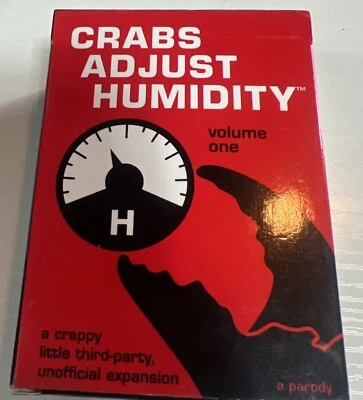 CRABS
ADJUST
HUMIDITY™
volume
one
H
a crappy
little third-party,
unofficial expansion
a parody